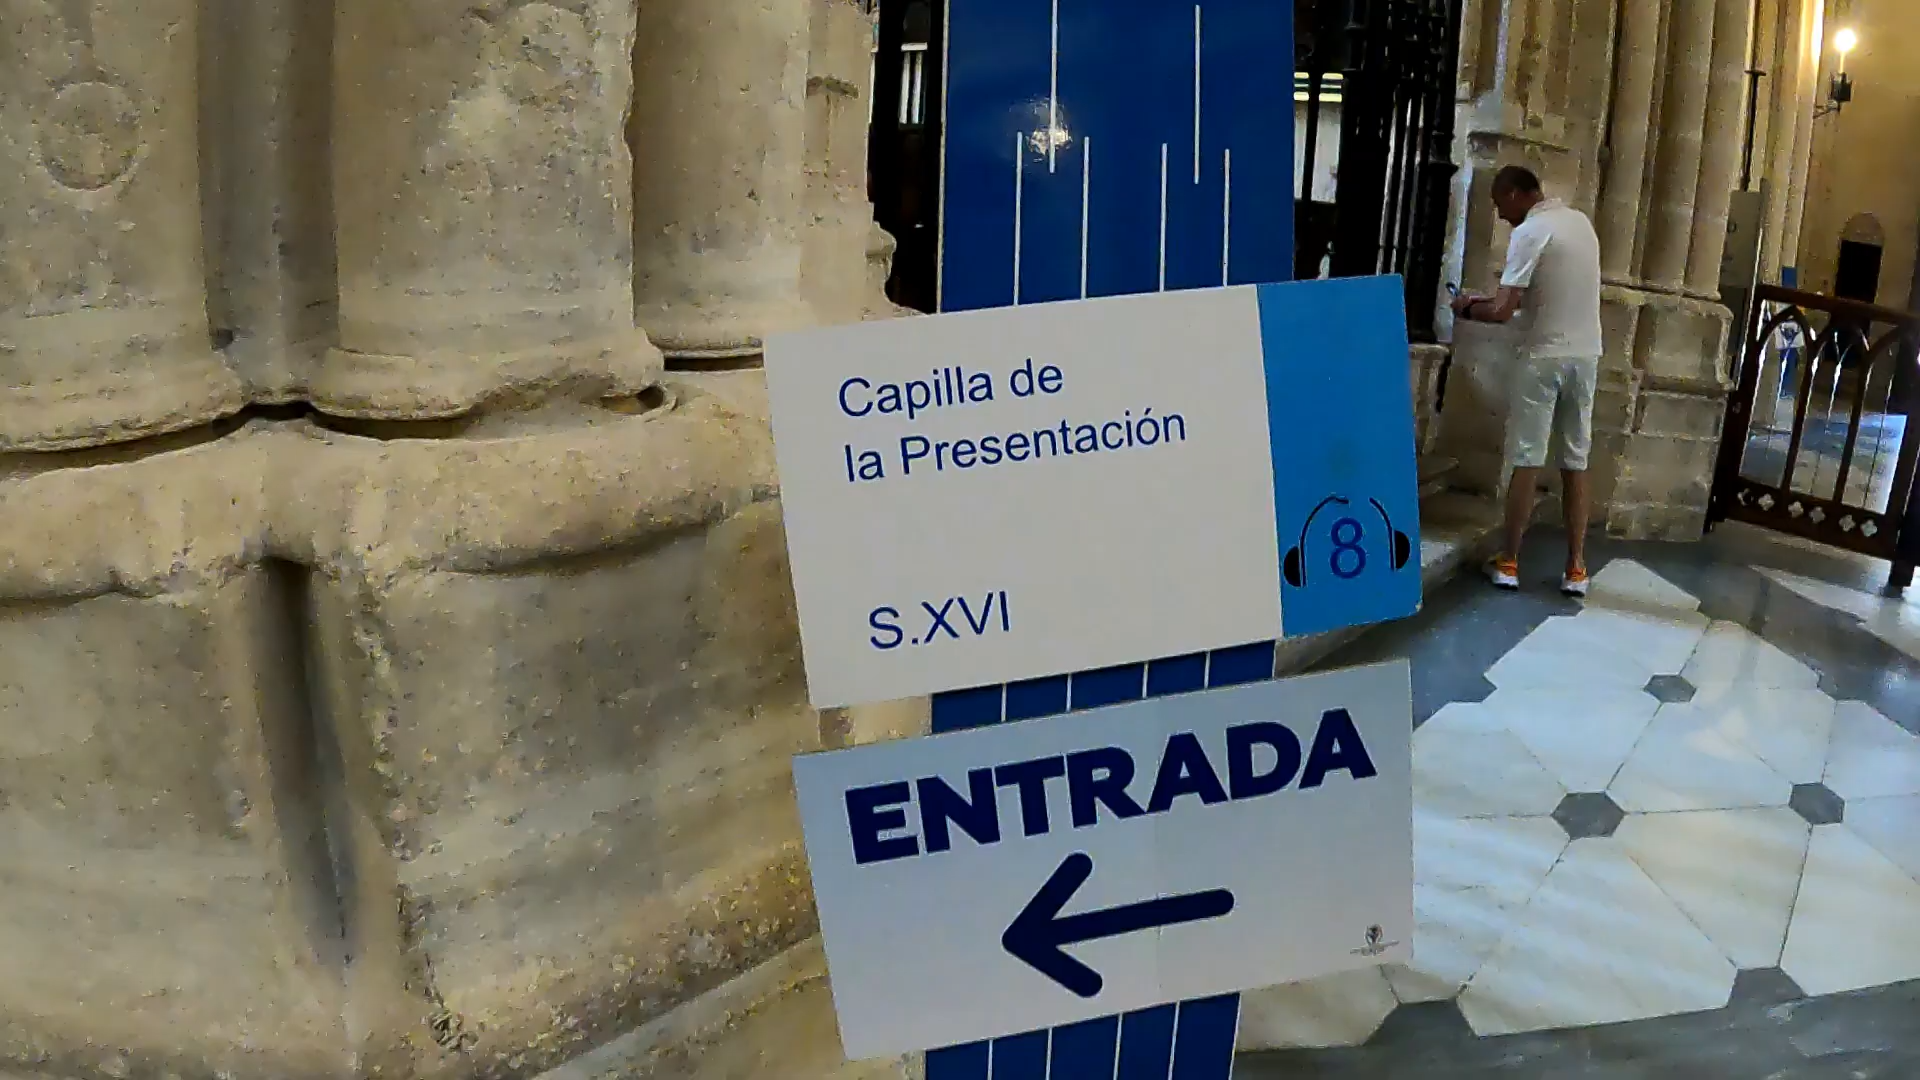 Capilla de
la Presentación
S.XVI
8
ENTRADA